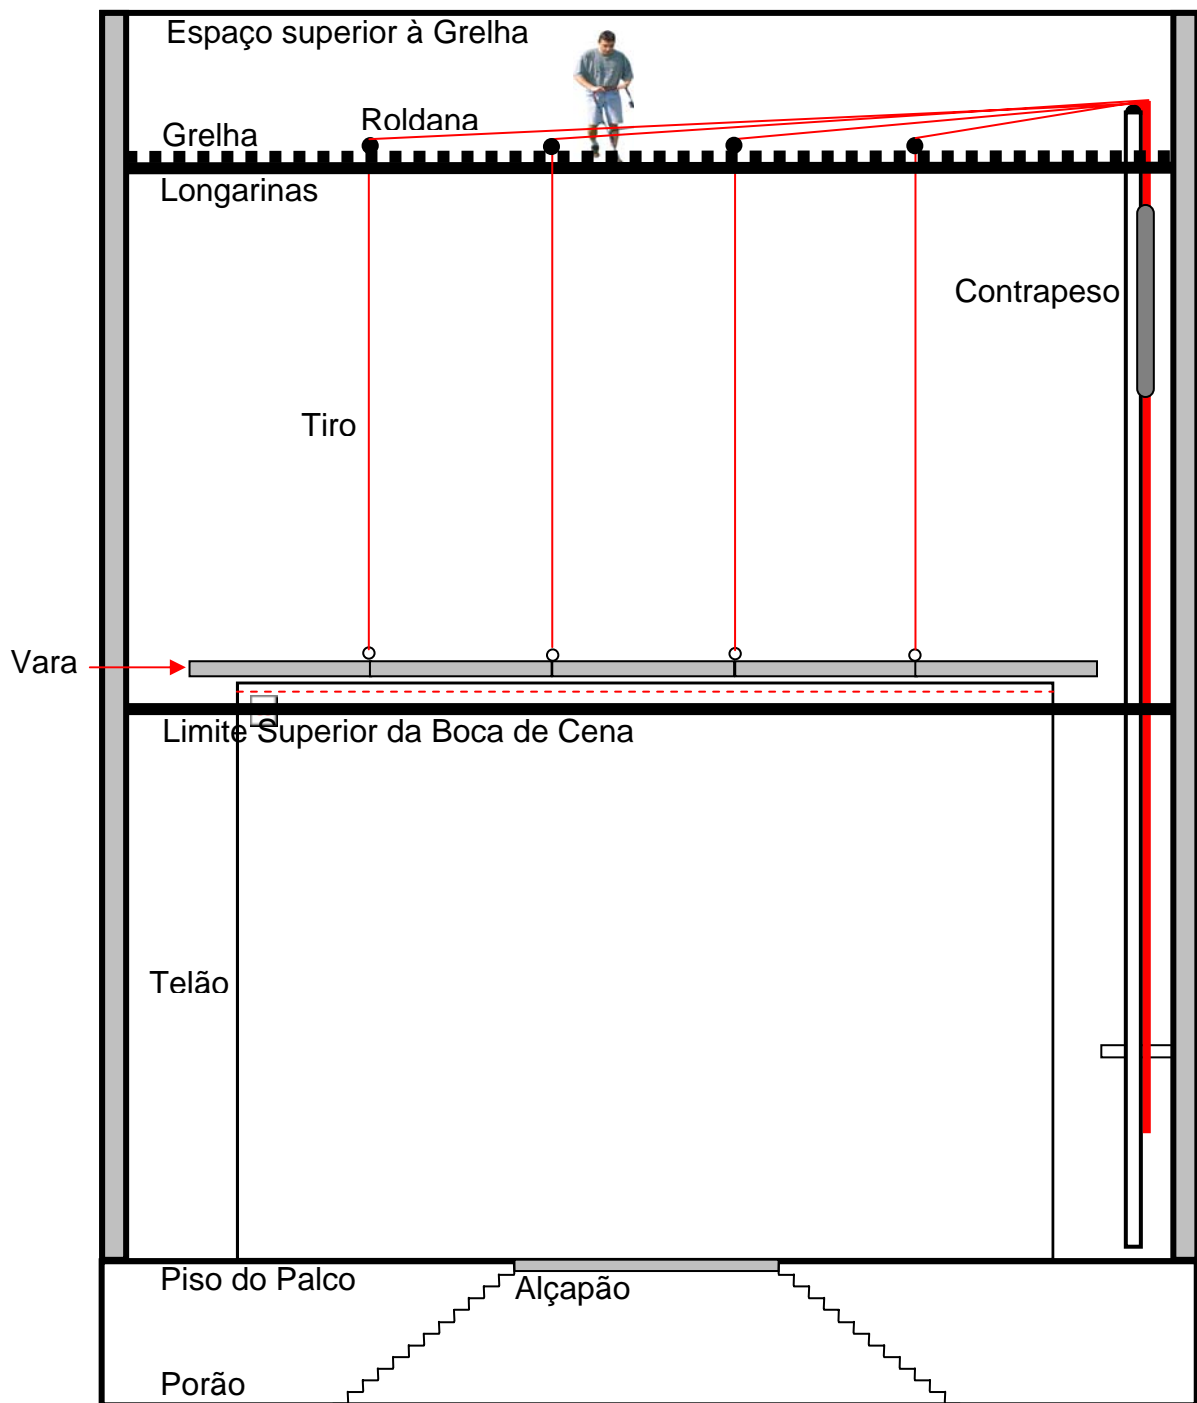 Espaço superior à Grelha
Roldana
Grelha
Longarinas
Contrapeso
Tiro
Vara
Limite Superior da Boca de Cena
Telão
Piso do Palco
Alçapão
Porão